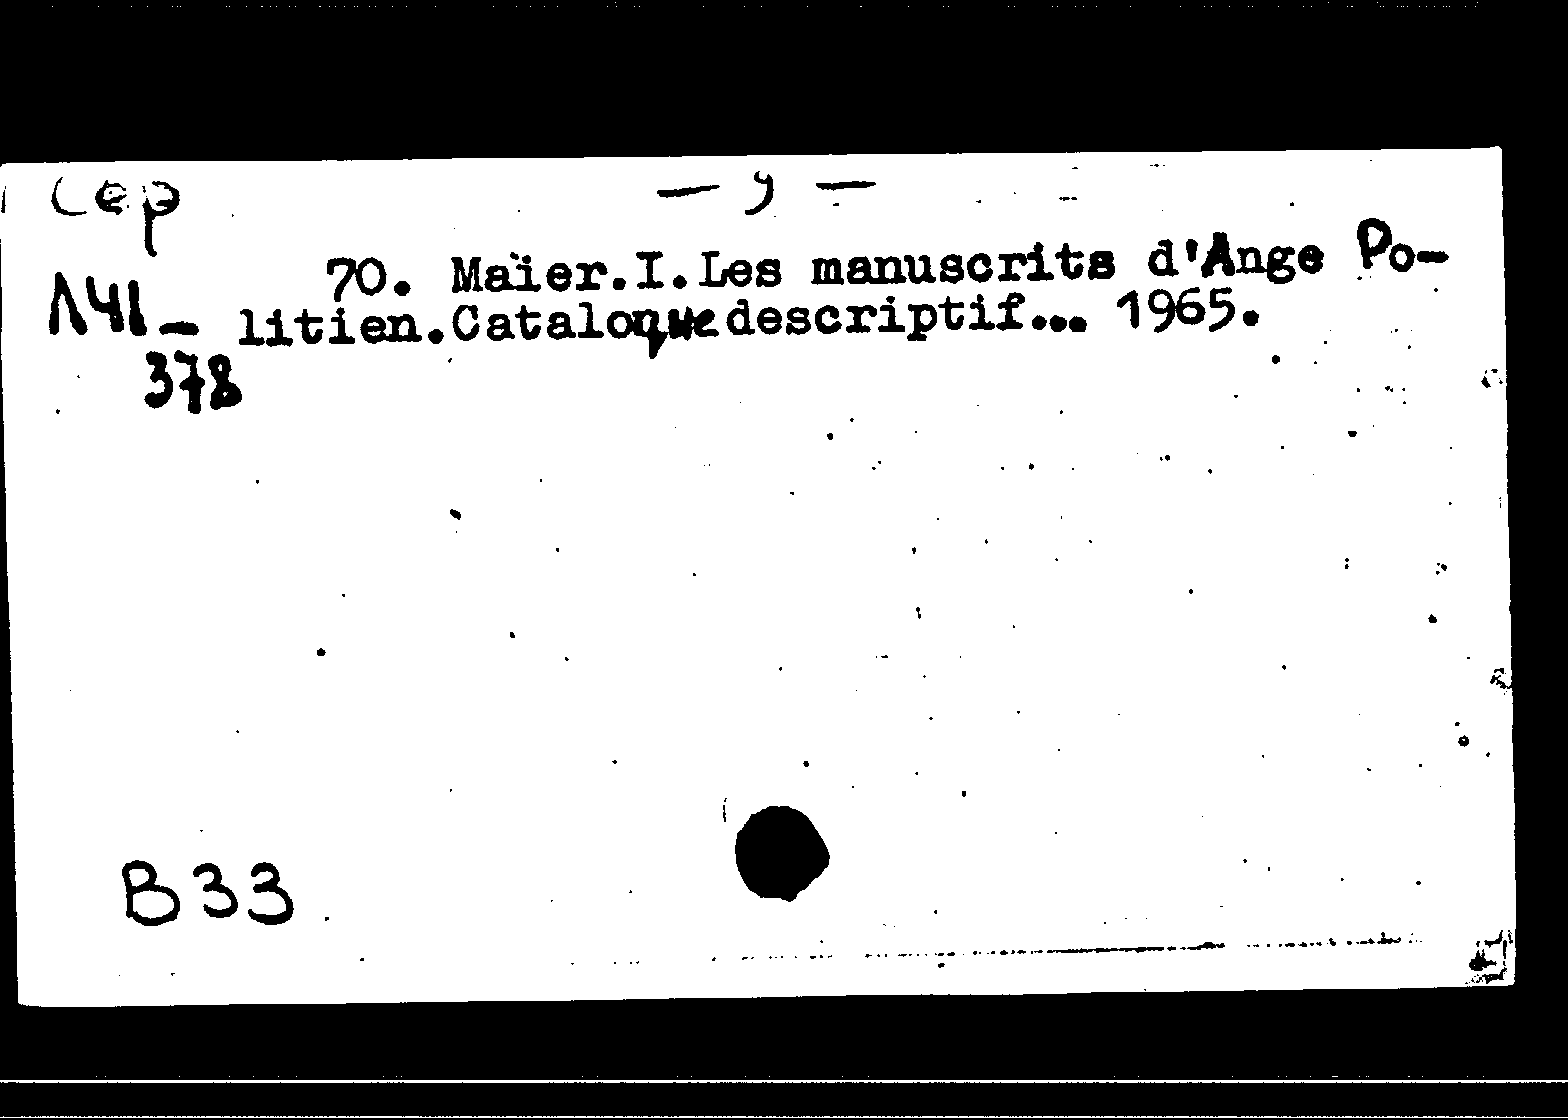 Сер — 9 —
70. Maïer.I.Les manuscrits d'Ange Po-
Л41— litien.Catalogue descriptif... 1965.
378
B33